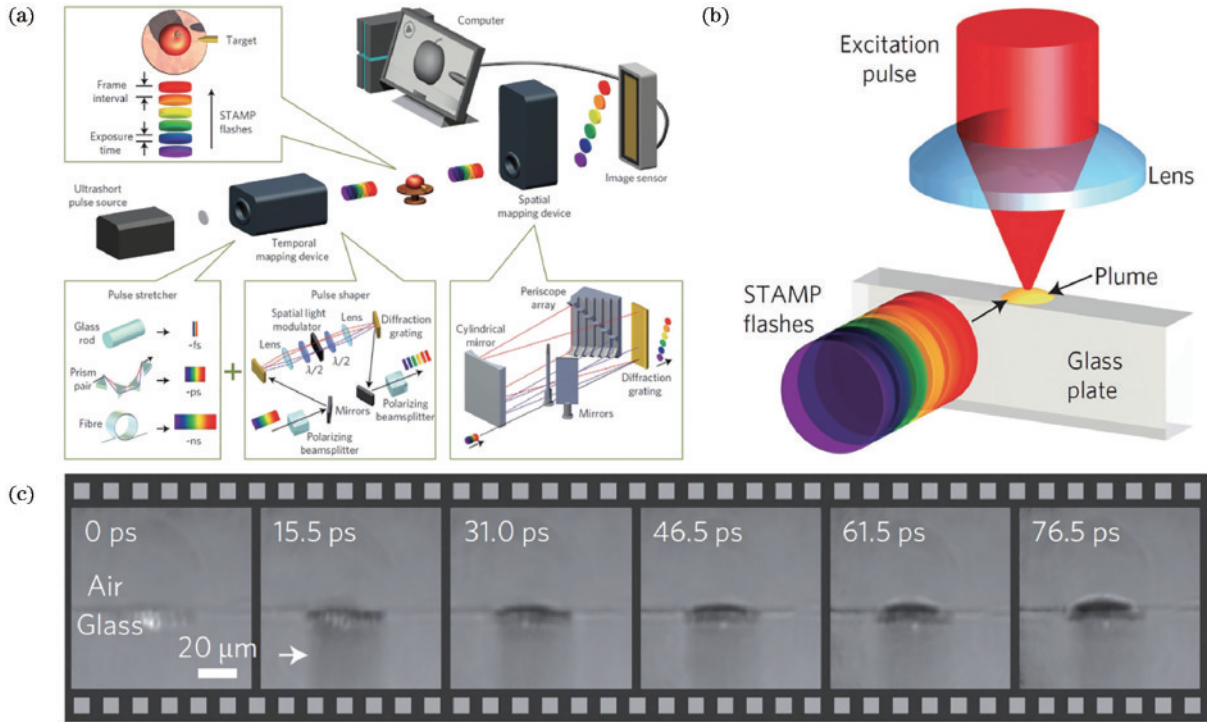 (a)
Target
Frame
interval
STAMP
flashes
Exposure
time
Computer
Image sensor
Spatial
mapping device
Ultrashort
pulse source
Temporal
mapping device
Pulse stretcher
Glass
rod
~fs
Prism
pair
~ps
Fibre
~ns
Pulse shaper
Spatial light
modulator
Lens
Lens
λ/2
λ/2
Diffraction
grating
Mirrors
Polarizing
beamsplitter
Polarizing
beamsplitter
Periscope
array
Cylindrical
mirror
Diffraction
grating
Mirrors
(b)
Excitation
pulse
Lens
Plume
STAMP
flashes
Glass
plate
(c)
0 ps
15.5 ps
31.0 ps
46.5 ps
61.5 ps
76.5 ps
Air
Glass
20 μm